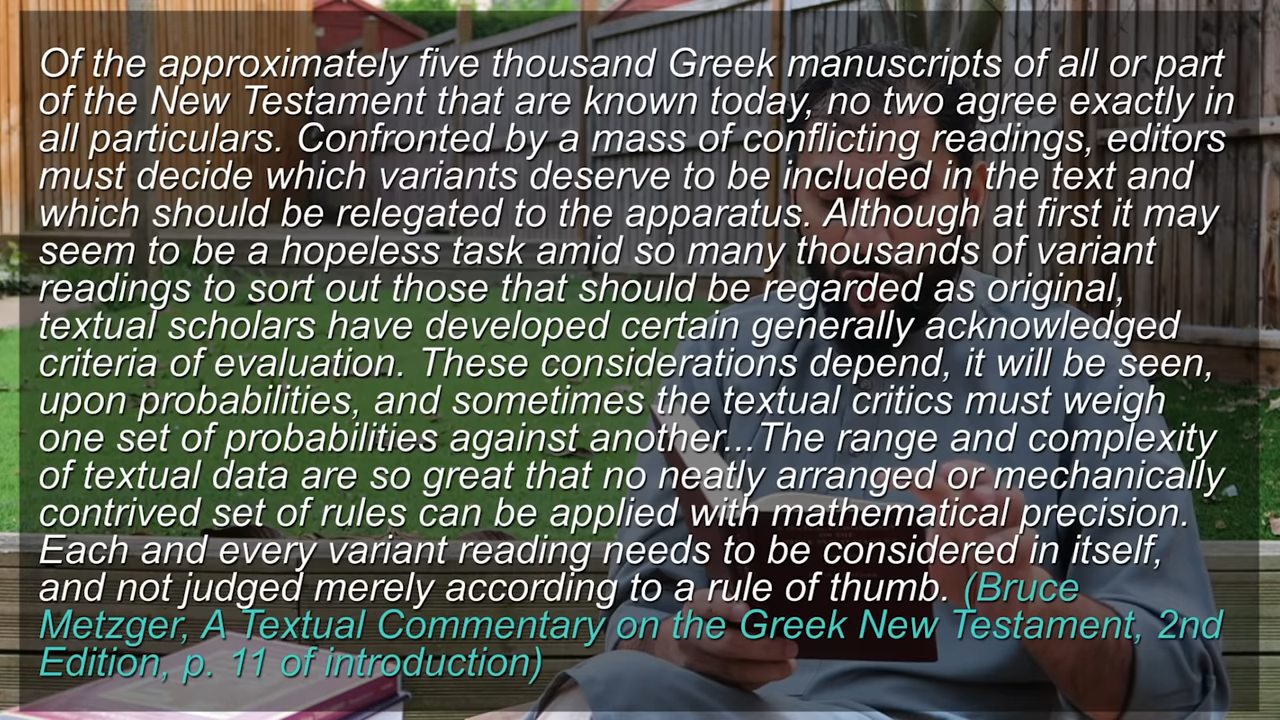 Of the approximately five thousand Greek manuscripts of all or part
of the New Testament that are known today, no two agree exactly in
all particulars. Confronted by a mass of conflicting readings, editors
must decide which variants deserve to be included in the text and
which should be relegated to the apparatus. Although at first it may
seem to be a hopeless task amid so many thousands of variant
readings to sort out those that should be regarded as original,
textual scholars have developed certain generally acknowledged
criteria of evaluation. These considerations depend, it will be seen,
upon probabilities, and sometimes the textual critics must weigh
one set of probabilities against another...The range and complexity
of textual data are so great that no neatly arranged or mechanically
contrived set of rules can be applied with mathematical precision.
Each and every variant reading needs to be considered in itself,
and not judged merely according to a rule of thumb. (Bruce
Metzger, A Textual Commentary on the Greek New Testament, 2nd
Edition, p. 11 of introduction)